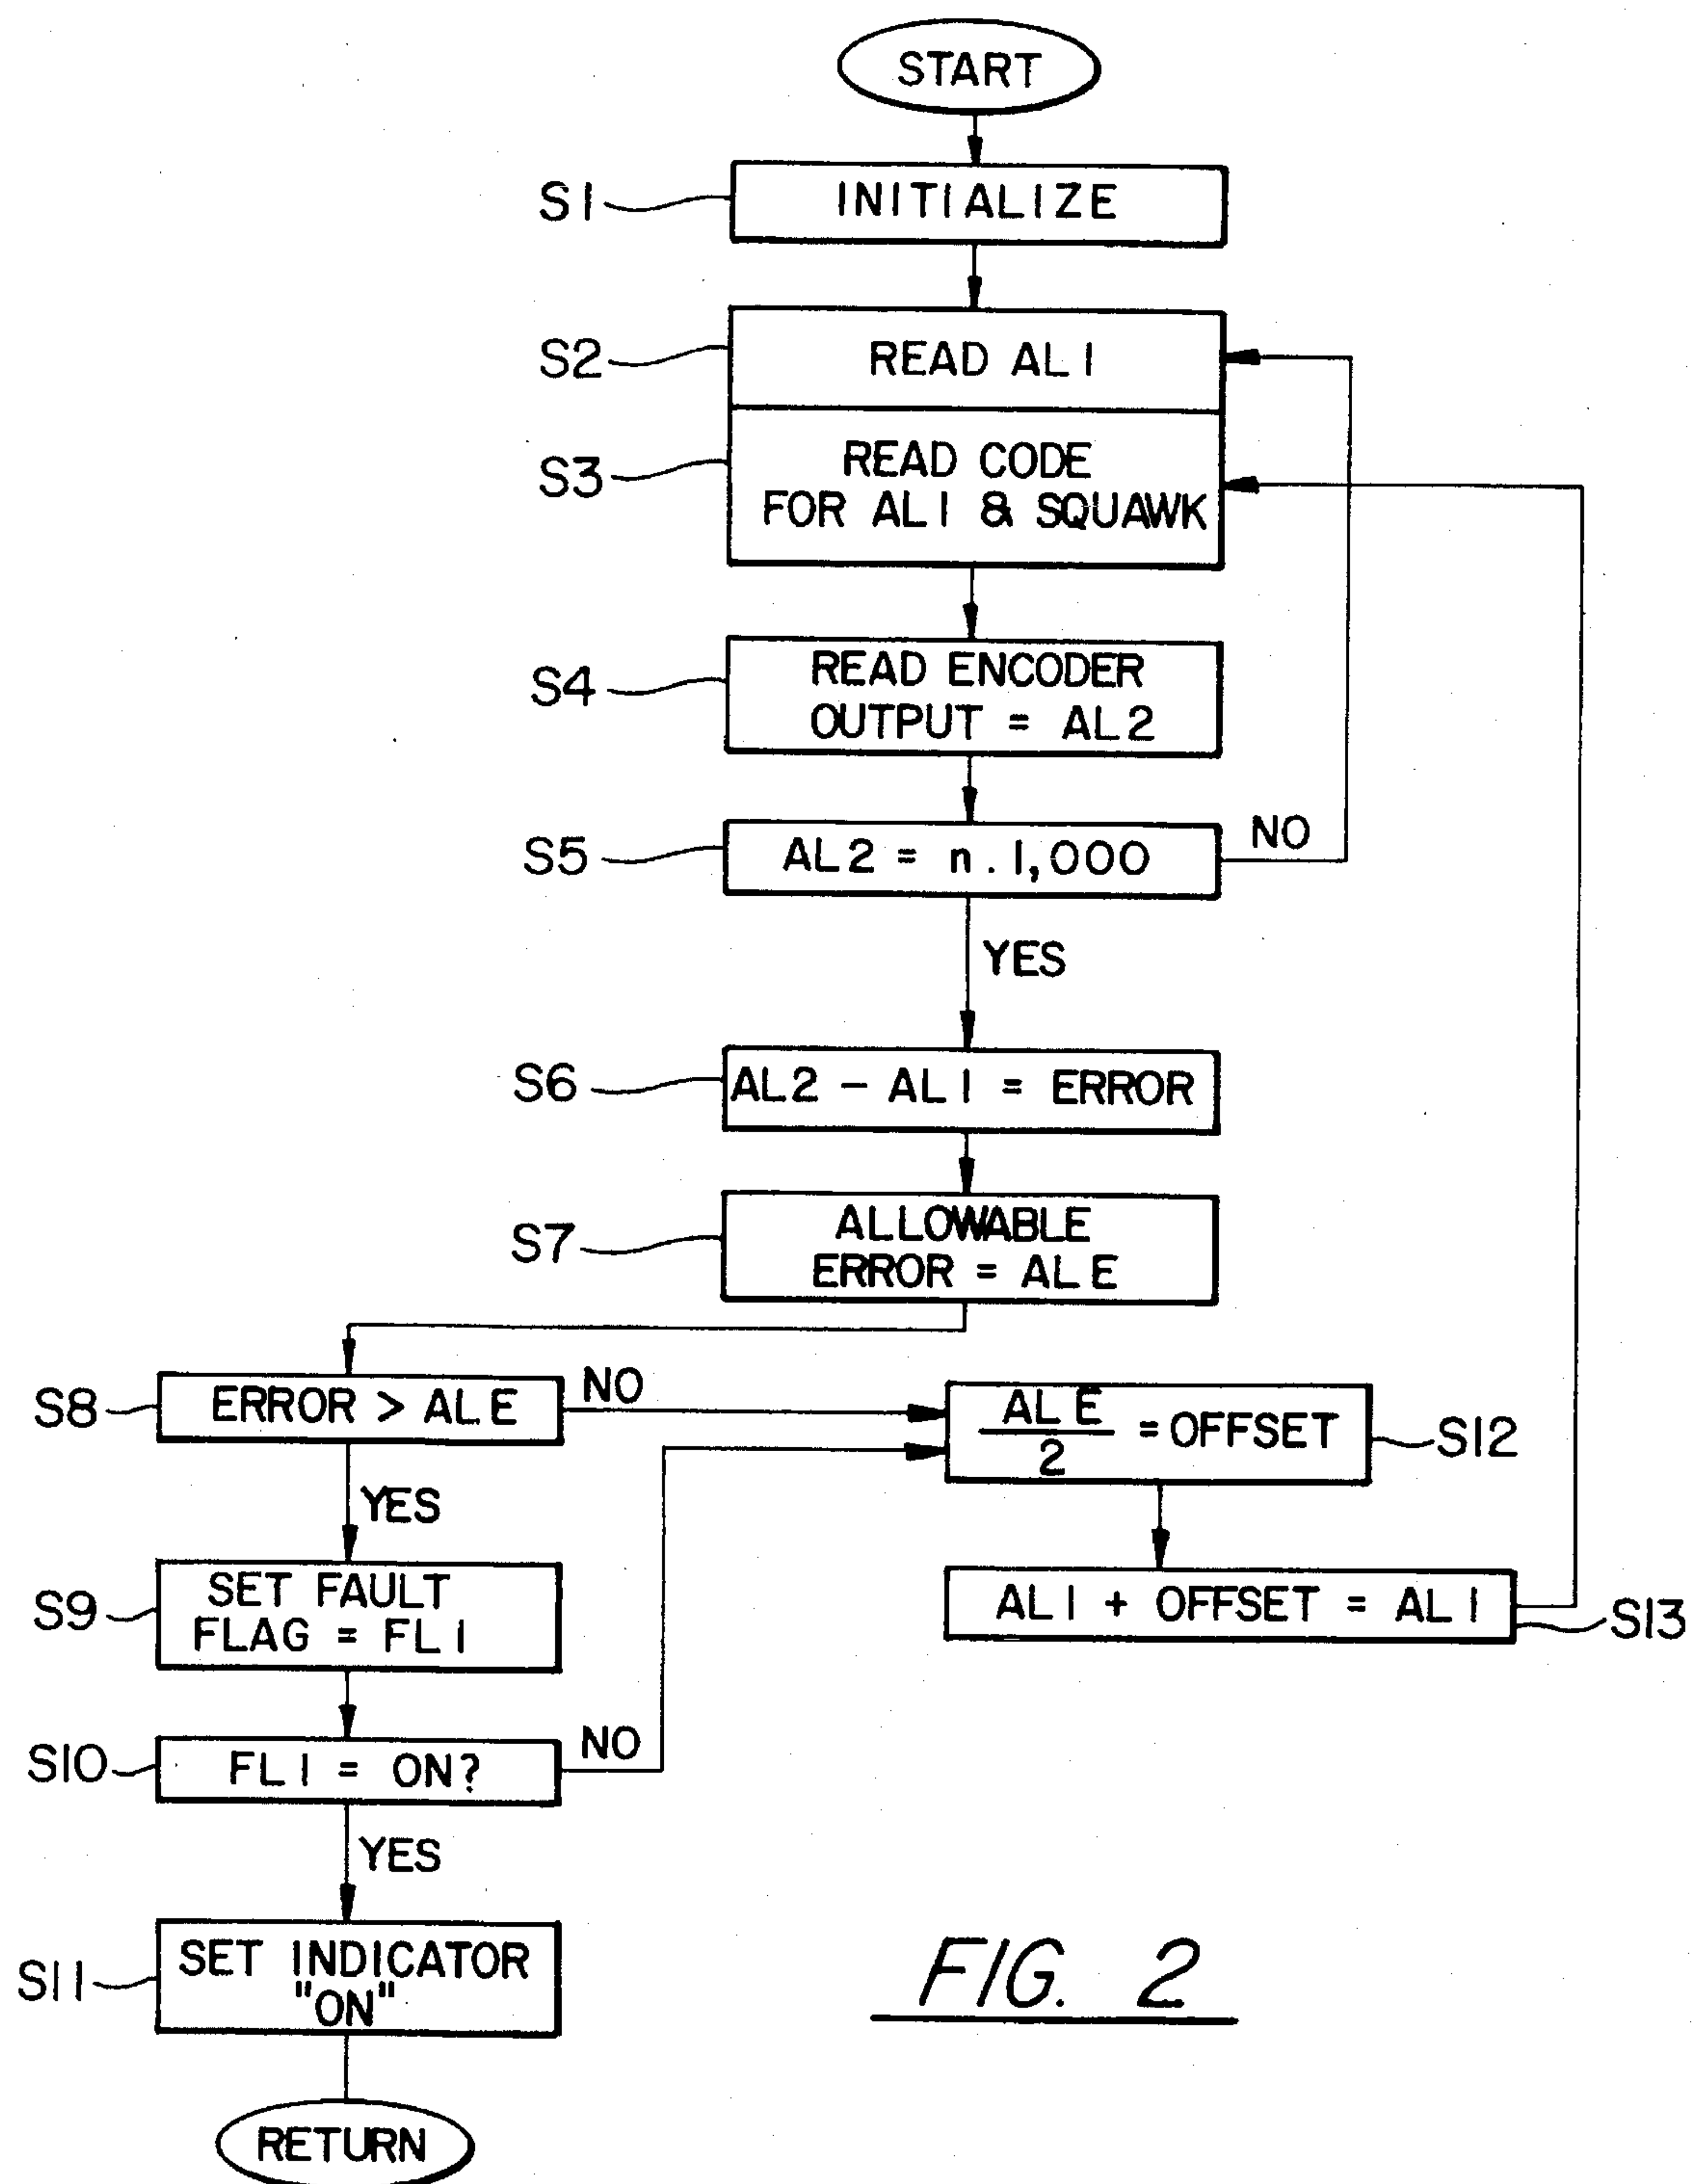 START
S1
INITIALIZE
S2
READ AL1
S3
READ CODE
FOR AL1 & SQUAWK
S4
READ ENCODER
OUTPUT = AL2
S5
AL2 = n . 1,000
NO
YES
S6
AL2 - AL1 = ERROR
S7
ALLOWABLE
ERROR = ALE
S8
ERROR > ALE
NO
YES
ALE
2
= OFFSET
S12
S9
SET FAULT
FLAG = FL1
AL1 + OFFSET = AL1
S13
S10
FL1 = ON?
NO
YES
S11
SET INDICATOR
"ON"
RETURN
FIG. 2